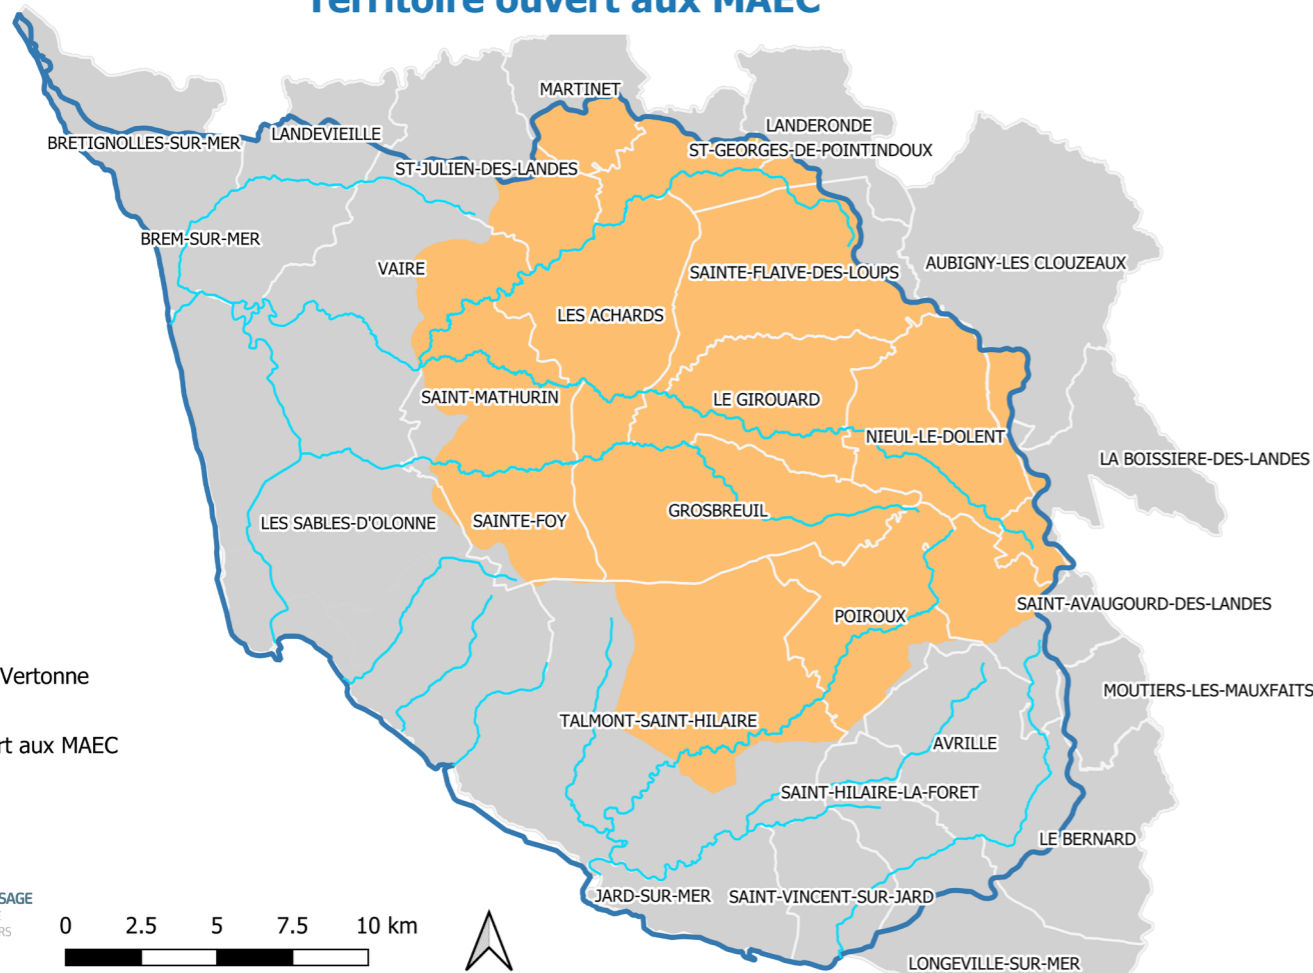 Territoire ouvert aux MAEC
MARTINET
LANDERONDE
BRETIGNOLLES-SUR-MER
LANDEVIEILLE
ST-GEORGES-DE-POINTINDOUX
ST-JULIEN-DES-LANDES
BREM-SUR-MER
VAIRE
SAINTE-FLAIVE-DES-LOUPS
AUBIGNY-LES CLOUZEAUX
LES ACHARDS
SAINT-MATHURIN
LE GIROUARD
NIEUL-LE-DOLENT
LA BOISSIERE-DES-LANDES
LES SABLES-D'OLONNE
SAINTE-FOY
GROSBREUIL
SAINT-AVAUGOURD-DES-LANDES
POIROUX
Vertonne
MOUTIERS-LES-MAUXFAITS
TALMONT-SAINT-HILAIRE
rt aux MAEC
AVRILLE
SAINT-HILAIRE-LA-FORET
LE BERNARD
JARD-SUR-MER
SAINT-VINCENT-SUR-JARD
SAGE
0 2.5 5 7.5 10 km
LONGEVILLE-SUR-MER